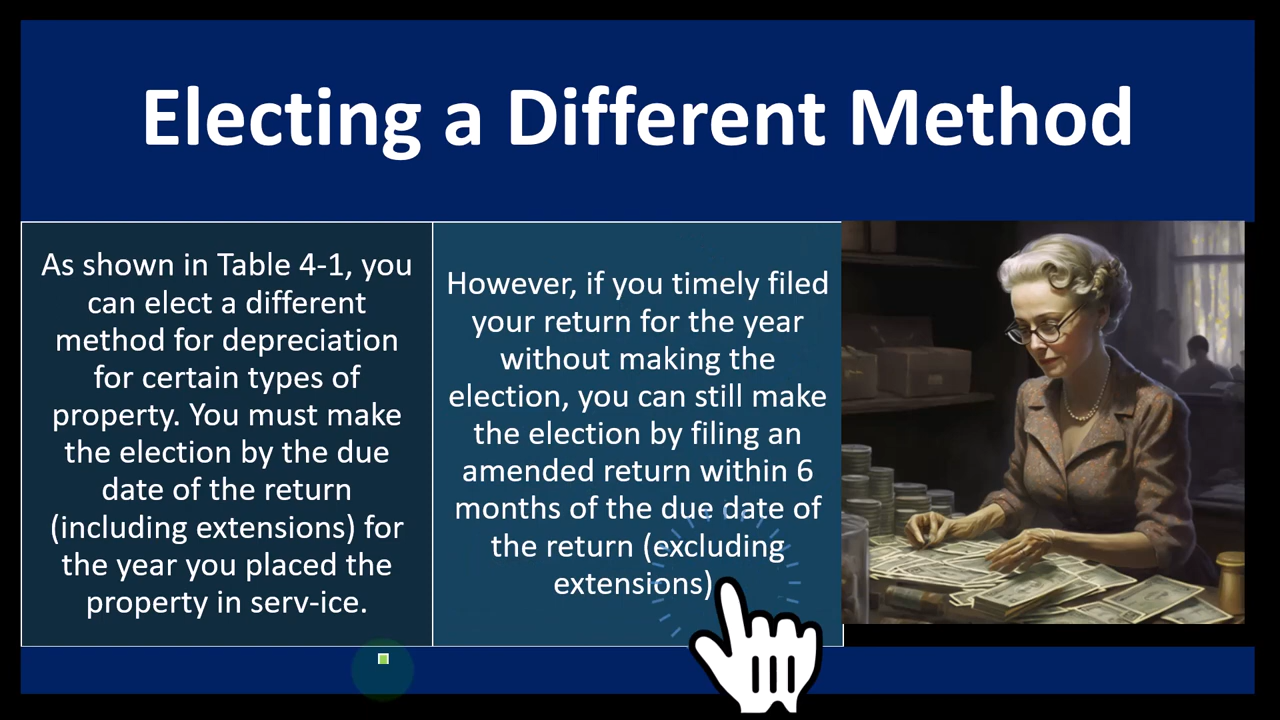 Electing a Different Method
As shown in Table 4-1, you
can elect a different
method for depreciation
for certain types of
property. You must make
the election by the due
date of the return
(including extensions) for
the year you placed the
property in serv-ice.
However, if you timely filed
your return for the year
without making the
election, you can still make
the election by filing an
amended return within 6
months of the due date of
the return (excluding
extensions)